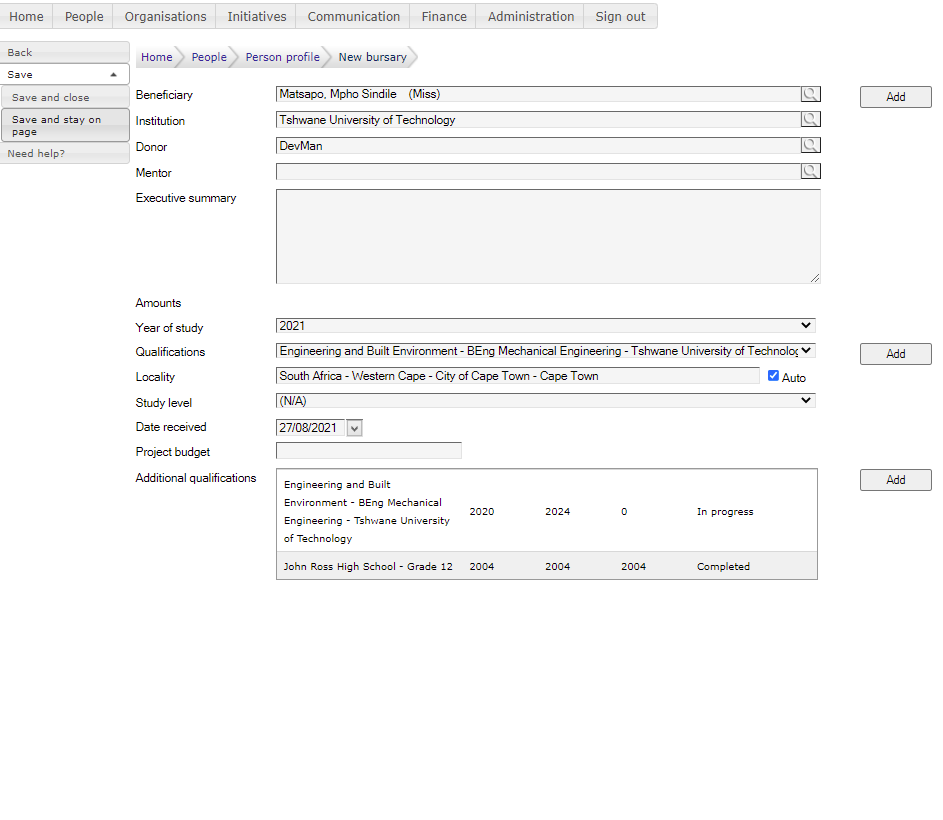 Home People Organisations Initiatives Communication Finance Administration Sign out
Back
Save
Save and close
Save and stay on
page
Need help?
Home People Person profile New bursary
Beneficiary Matsapo, Mpho Sindile (Miss) Add
Institution Tshwane University of Technology
Donor DevMan
Mentor
Executive summary
Amounts
Year of study 2021
Qualifications Engineering and Built Environment - BEng Mechanical Engineering - Tshwane University of Technolog Add
Locality South Africa - Western Cape - City of Cape Town - Cape Town Auto
Study level (N/A)
Date received 27/08/2021
Project budget
Additional qualifications Add
Engineering and Built
Environment - BEng Mechanical
Engineering - Tshwane University
of Technology
2020 2024 0 In progress
John Ross High School - Grade 12 2004 2004 2004 Completed